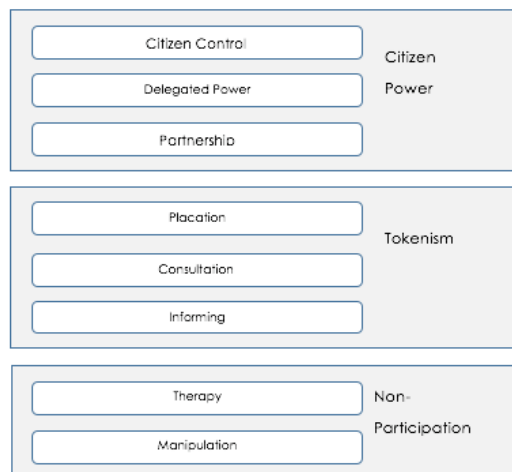 Citizen Control
Delegated Power
Partnership
Citizen
Power
Placation
Consultation
Informing
Tokenism
Therapy
Manipulation
Non-
Participation